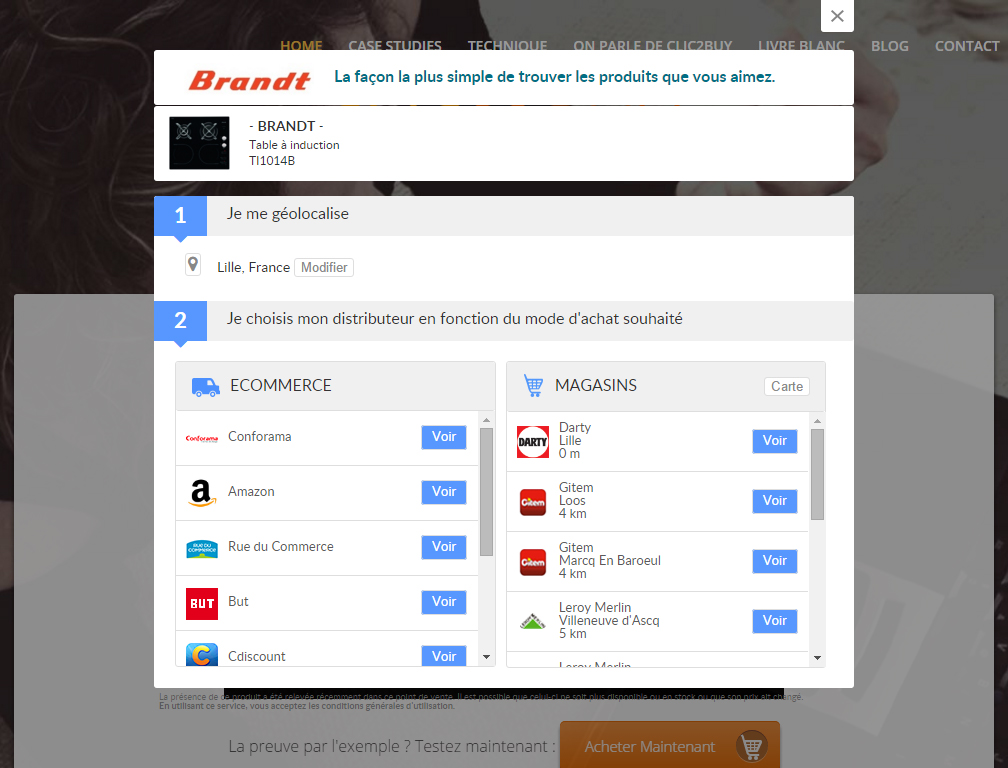 HOME CASE STUDIES TECHNIQUE ON PARLE DE CLIC2BUY LIVRE BLANC BLOG CONTACT
Brandt La façon la plus simple de trouver les produits que vous aimez.
- BRANDT -
Table à induction
TI1014B
1 Je me géolocalise
Lille, France Modifier
2 Je choisis mon distributeur en fonction du mode d'achat souhaité
ECOMMERCE
Conforama Conforama Voir
a Amazon Voir
RUE DU COMMERCE Rue du Commerce Voir
BUT But Voir
C Cdiscount Voir
MAGASINS Carte
DARTY Darty
Lille
0 m
Voir
Gitem Gitem
Loos
4 km
Voir
Gitem Gitem
Marcq En Baroeul
4 km
Voir
Leroy Merlin
Villeneuve d'Ascq
5 km
Voir
Leroy Merlin
La présence de ce produit a été relevée récemment dans ce point de vente. Il est possible que celui-ci ne soit plus disponible ou en stock ou que son prix ait changé.
En utilisant ce service, vous acceptez les conditions générales d'utilisation.
La preuve par l'exemple ? Testez maintenant : Acheter Maintenant